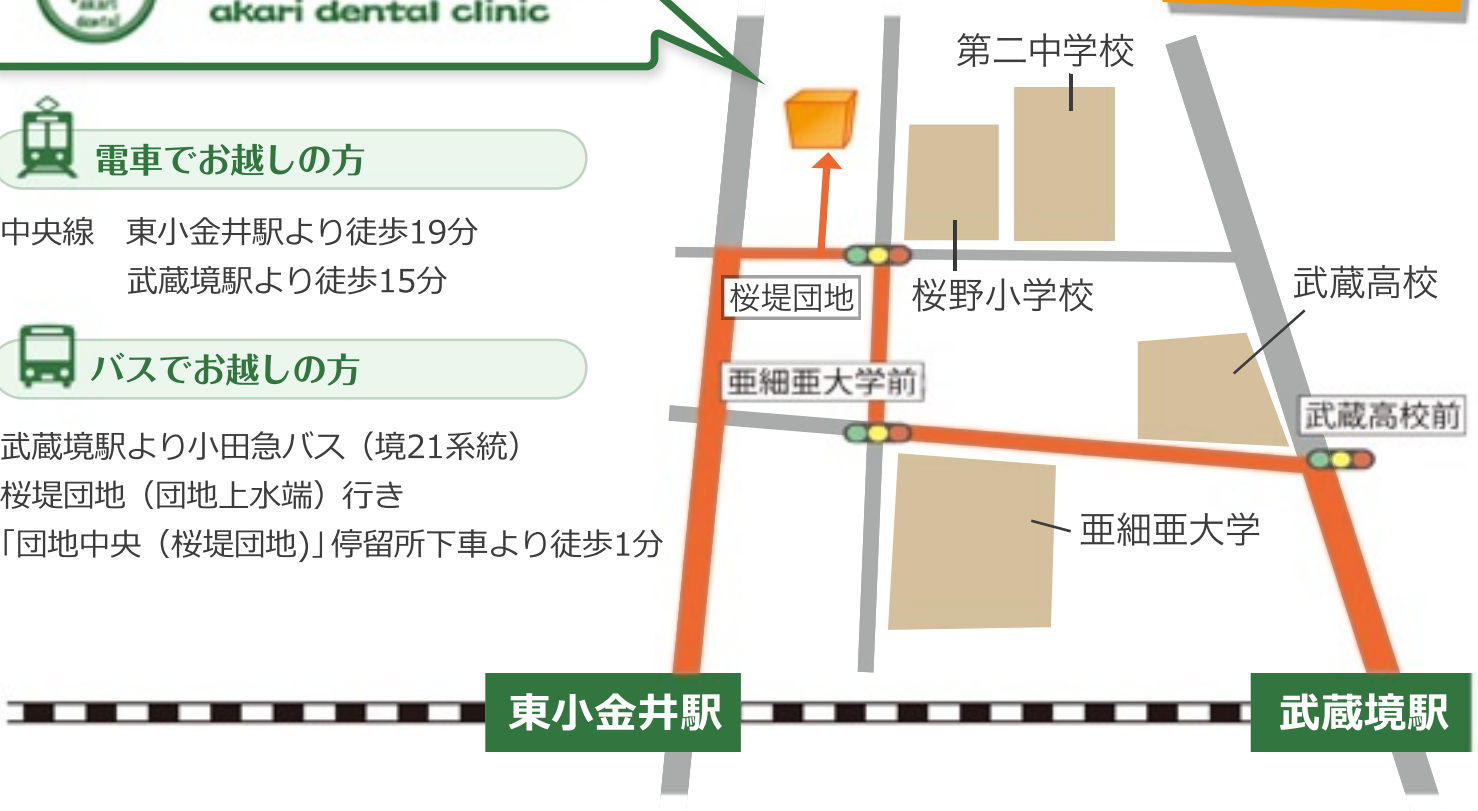 akari
dental
akari dental clinic
電車でお越しの方
中央線　東小金井駅より徒歩19分
武蔵境駅より徒歩15分
バスでお越しの方
武蔵境駅より小田急バス（境21系統）
桜堤団地（団地上水端）行き
「団地中央（桜堤団地)」停留所下車より徒歩1分
第二中学校
桜堤団地
桜野小学校
武蔵高校
亜細亜大学前
武蔵高校前
亜細亜大学
東小金井駅
武蔵境駅